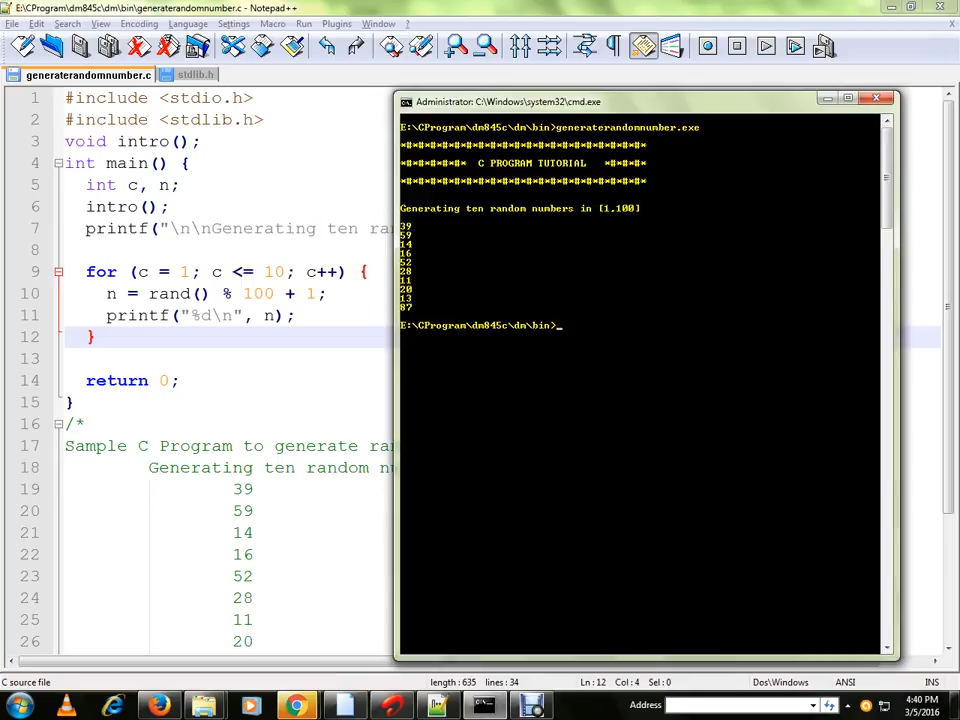 E:\CProgram\dm845c\dm\bin\generaterandomnumber.c - Notepad++
File Edit Search View Encoding Language Settings Macro Run Plugins Window ? X
generaterandomnumber.c stdlib.h
1 #include <stdio.h>
2 #include <stdlib.h>
3 void intro();
4 int main() {
5 int c, n;
6 intro();
7 printf("\n\nGenerating ten ra
8
9 for (c = 1; c <= 10; c++) {
10 n = rand() % 100 + 1;
11 printf("%d\n", n);
12 }
13
14 return 0;
15 }
16 /*
17 Sample C Program to generate ra
18 Generating ten random n
19 39
20 59
21 14
22 16
23 52
24 28
25 11
26 20
Administrator: C:\Windows\system32\cmd.exe
E:\CProgram\dm845c\dm\bin>generaterandomnumber.exe
*#*#*#*#*#*#*#*#*#*#*#*#*#*#*#*#*#*#*#*#*
*#*#*#*#*#* C PROGRAM TUTORIAL *#*#*#*
*#*#*#*#*#*#*#*#*#*#*#*#*#*#*#*#*#*#*#*#*
Generating ten random numbers in [1,100]
39
59
14
16
52
28
11
20
13
87
E:\CProgram\dm845c\dm\bin>_
C source file length : 635 lines : 34 Ln : 12 Col : 4 Sel : 0 Dos\Windows ANSI INS
Address
4:40 PM
3/5/2016